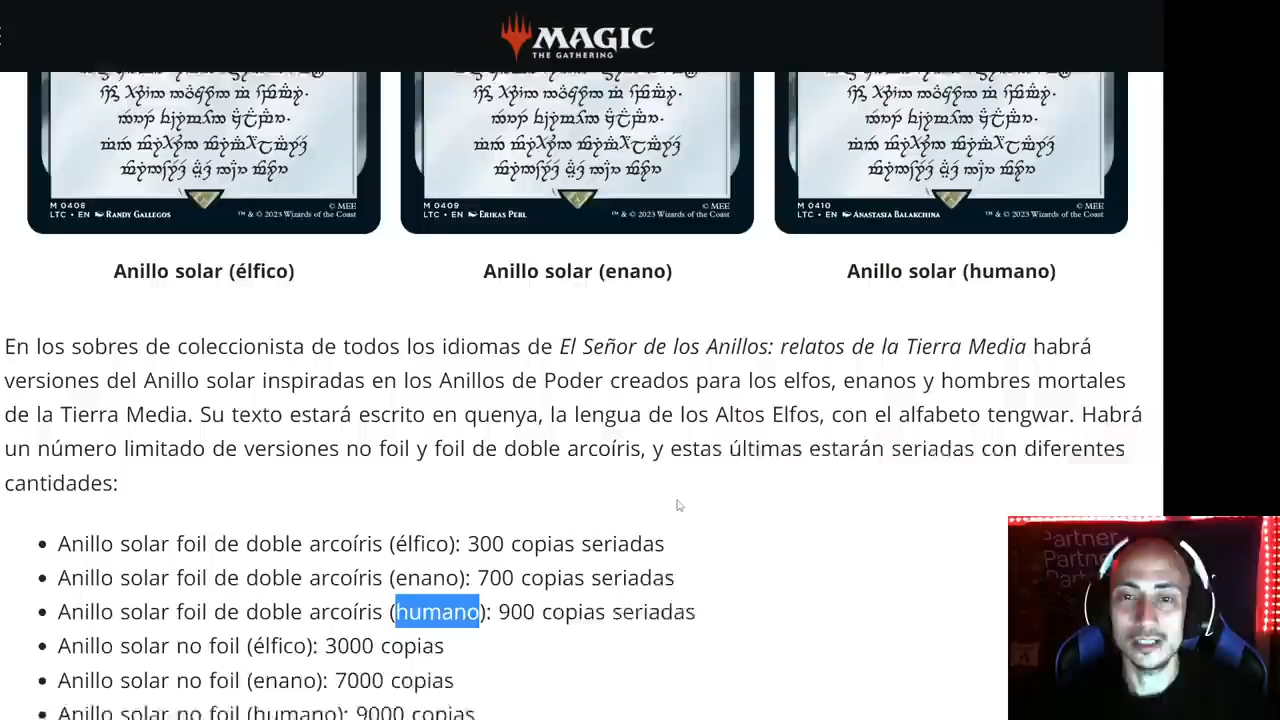 MAGIC
THE GATHERING
M 0408
LTC • EN RANDY GALLEGOS
© MEE
™ & © 2023 Wizards of the Coast
M 0409
LTC • EN ERIKAS PERL
© MEE
™ & © 2023 Wizards of the Coast
M 0410
LTC • EN ANASTASIA BALAKCHINA
© MEE
™ & © 2023 Wizards of the Coast
Anillo solar (élfico)
Anillo solar (enano)
Anillo solar (humano)
En los sobres de coleccionista de todos los idiomas de El Señor de los Anillos: relatos de la Tierra Media habrá
versiones del Anillo solar inspiradas en los Anillos de Poder creados para los elfos, enanos y hombres mortales
de la Tierra Media. Su texto estará escrito en quenya, la lengua de los Altos Elfos, con el alfabeto tengwar. Habrá
un número limitado de versiones no foil y foil de doble arcoíris, y estas últimas estarán seriadas con diferentes
cantidades:
• Anillo solar foil de doble arcoíris (élfico): 300 copias seriadas
• Anillo solar foil de doble arcoíris (enano): 700 copias seriadas
• Anillo solar foil de doble arcoíris (humano): 900 copias seriadas
• Anillo solar no foil (élfico): 3000 copias
• Anillo solar no foil (enano): 7000 copias
• Anillo solar no foil (humano): 9000 copias
Partner
Partner